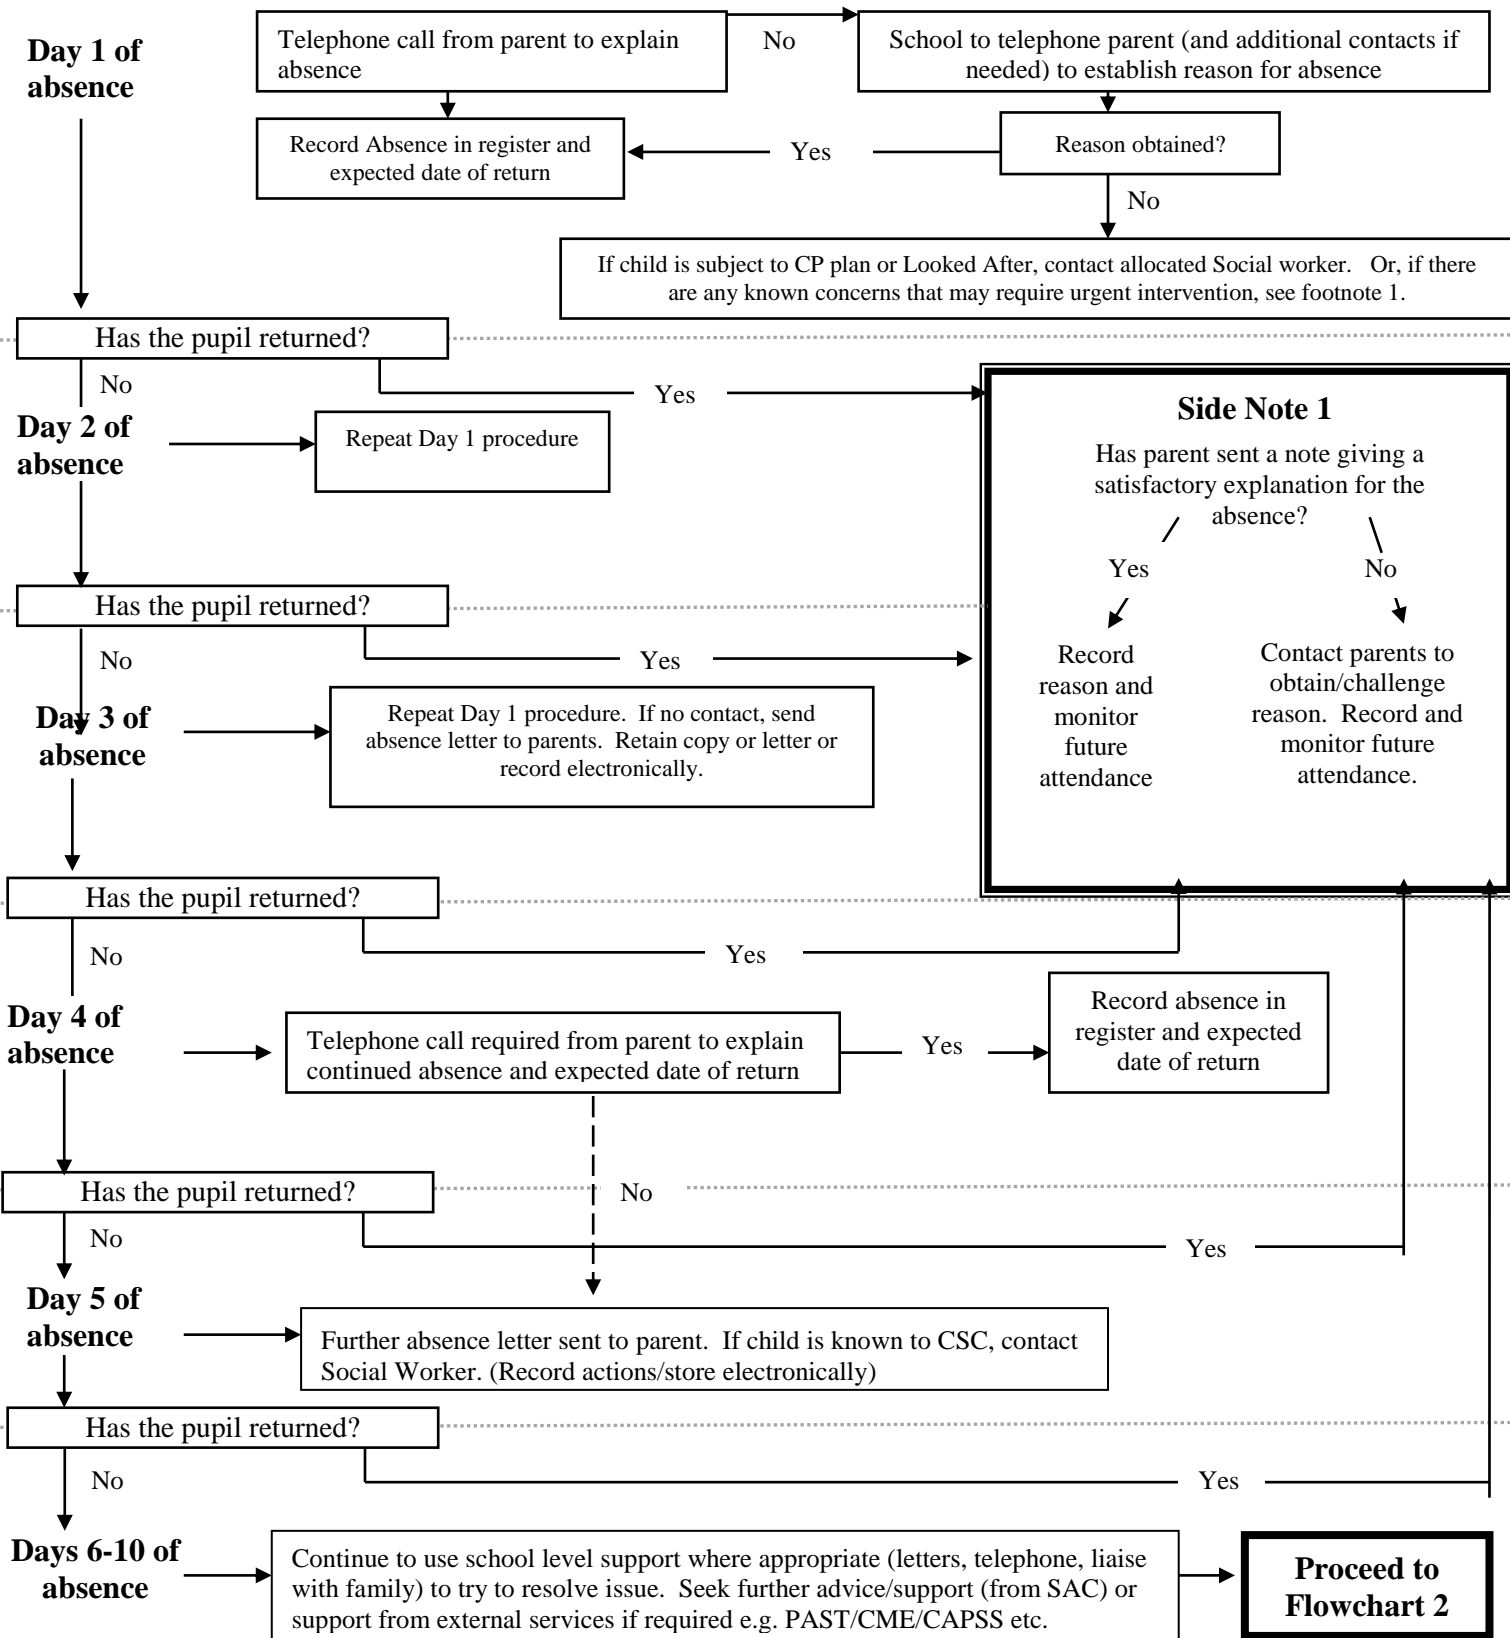 Day 1 of
absence
Telephone call from parent to explain
absence
No
School to telephone parent (and additional contacts if
needed) to establish reason for absence
Record Absence in register and
expected date of return
Yes
Reason obtained?
No
If child is subject to CP plan or Looked After, contact allocated Social worker.   Or, if there
are any known concerns that may require urgent intervention, see footnote 1.
Has the pupil returned?
No
Yes
Day 2 of
absence
Repeat Day 1 procedure
Side Note 1
Has parent sent a note giving a
satisfactory explanation for the
absence?
Yes
No
Record
reason and
monitor
future
attendance
Contact parents to
obtain/challenge
reason.  Record and
monitor future
attendance.
Has the pupil returned?
No
Yes
Day 3 of
absence
Repeat Day 1 procedure.  If no contact, send
absence letter to parents.  Retain copy or letter or
record electronically.
Has the pupil returned?
No
Yes
Day 4 of
absence
Telephone call required from parent to explain
continued absence and expected date of return
Yes
Record absence in
register and expected
date of return
Has the pupil returned?
No
No
Yes
Day 5 of
absence
Further absence letter sent to parent.  If child is known to CSC, contact
Social Worker. (Record actions/store electronically)
Has the pupil returned?
No
Yes
Days 6-10 of
absence
Continue to use school level support where appropriate (letters, telephone, liaise
with family) to try to resolve issue.  Seek further advice/support (from SAC) or
support from external services if required e.g. PAST/CME/CAPSS etc.
Proceed to
Flowchart 2